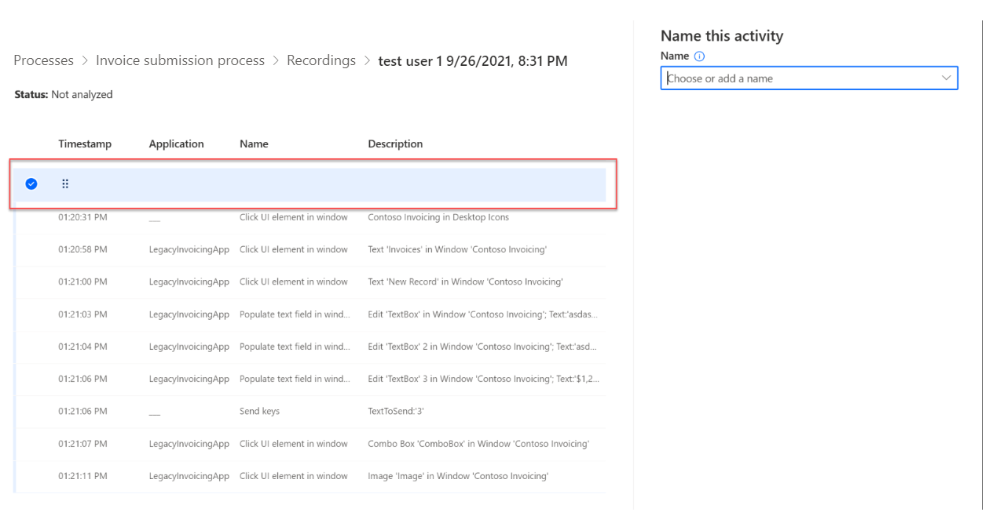 Processes > Invoice submission process > Recordings > test user 1 9/26/2021, 8:31 PM
Status: Not analyzed
Timestamp Application Name Description
01:20:31 PM ___ Click UI element in window Contoso Invoicing in Desktop Icons
01:20:58 PM LegacyInvoicingApp Click UI element in window Text 'Invoices' in Window 'Contoso Invoicing'
01:21:00 PM LegacyInvoicingApp Click UI element in window Text 'New Record' in Window 'Contoso Invoicing'
01:21:03 PM LegacyInvoicingApp Populate text field in wind... Edit 'TextBox' in Window 'Contoso Invoicing'; Text:'asdas...
01:21:04 PM LegacyInvoicingApp Populate text field in wind... Edit 'TextBox' 2 in Window 'Contoso Invoicing'; Text:'asd...
01:21:06 PM LegacyInvoicingApp Populate text field in wind... Edit 'TextBox' 3 in Window 'Contoso Invoicing'; Text:'$1,2...
01:21:06 PM ___ Send keys TextToSend:'3'
01:21:07 PM LegacyInvoicingApp Click UI element in window Combo Box 'ComboBox' in Window 'Contoso Invoicing'
01:21:11 PM LegacyInvoicingApp Click UI element in window Image 'Image' in Window 'Contoso Invoicing'
Name this activity
Name
Choose or add a name